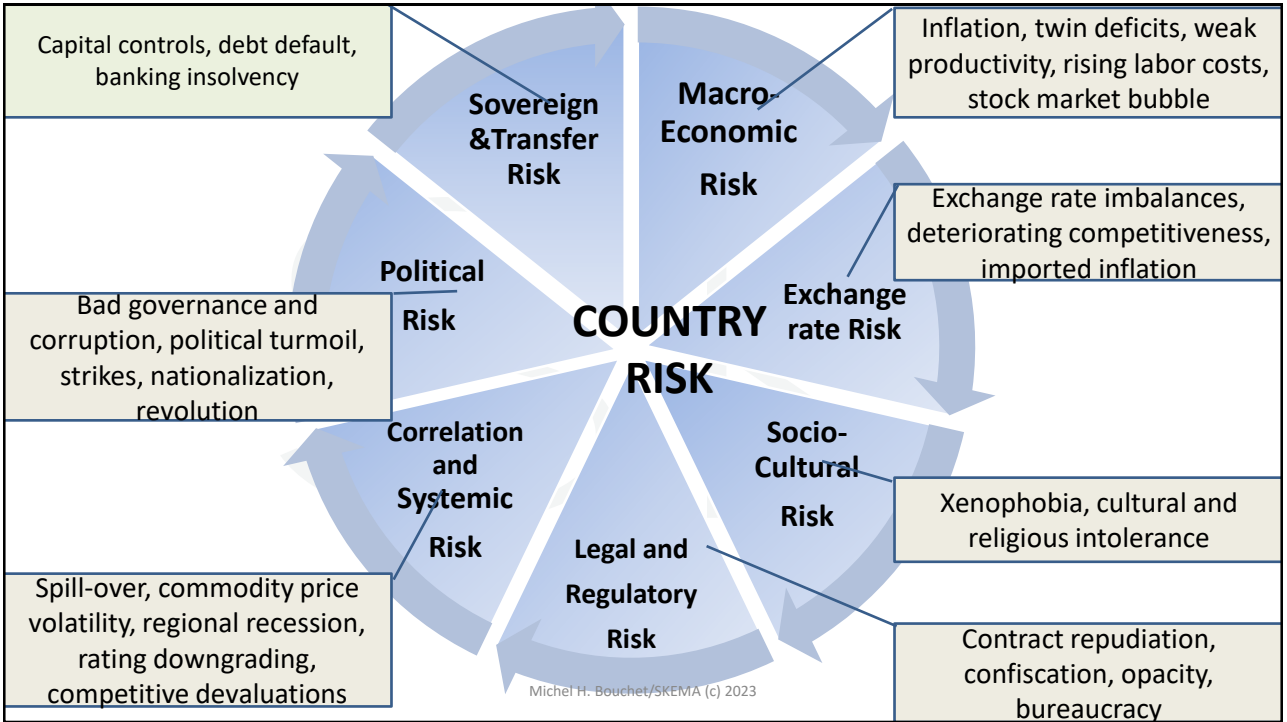 Capital controls, debt default,
banking insolvency
Sovereign
&Transfer
Risk
Macro-
Economic
Risk
Inflation, twin deficits, weak
productivity, rising labor costs,
stock market bubble
Exchange rate imbalances,
deteriorating competitiveness,
imported inflation
Political
Risk
Exchange
rate Risk
COUNTRY
RISK
Bad governance and
corruption, political turmoil,
strikes, nationalization,
revolution
Correlation
and
Systemic
Risk
Socio-
Cultural
Risk
Xenophobia, cultural and
religious intolerance
Legal and
Regulatory
Risk
Spill-over, commodity price
volatility, regional recession,
rating downgrading,
competitive devaluations
Contract repudiation,
confiscation, opacity,
bureaucracy
Michel H. Bouchet/SKEMA (c) 2023